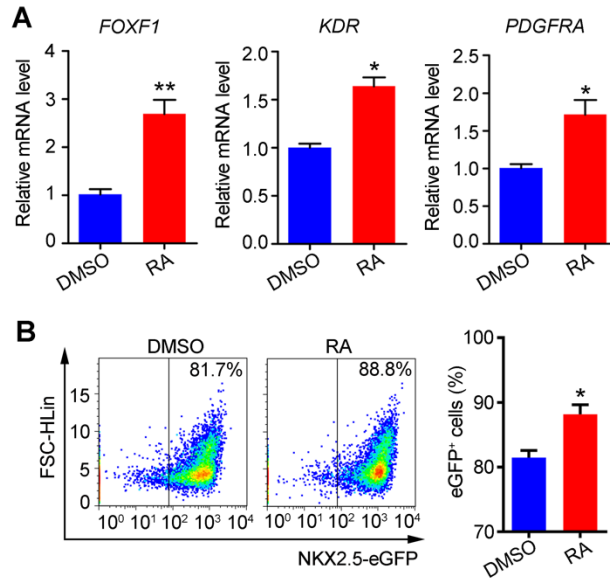 A
FOXF1
KDR
PDGFRA
Relative mRNA level
4
3
2
1
0
**
DMSO
RA
Relative mRNA level
2.0
1.5
1.0
0.5
0.0
*
DMSO
RA
Relative mRNA level
2.5
2.0
1.5
1.0
0.5
0.0
*
DMSO
RA
B
DMSO
RA
81.7%
88.8%
FSC-HLin
15
10
5
0
10⁰ 10¹ 10² 10³ 10⁴
10⁰ 10¹ 10² 10³ 10⁴
NKX2.5-eGFP
eGFP⁺ cells (%)
100
90
80
70
*
DMSO
RA